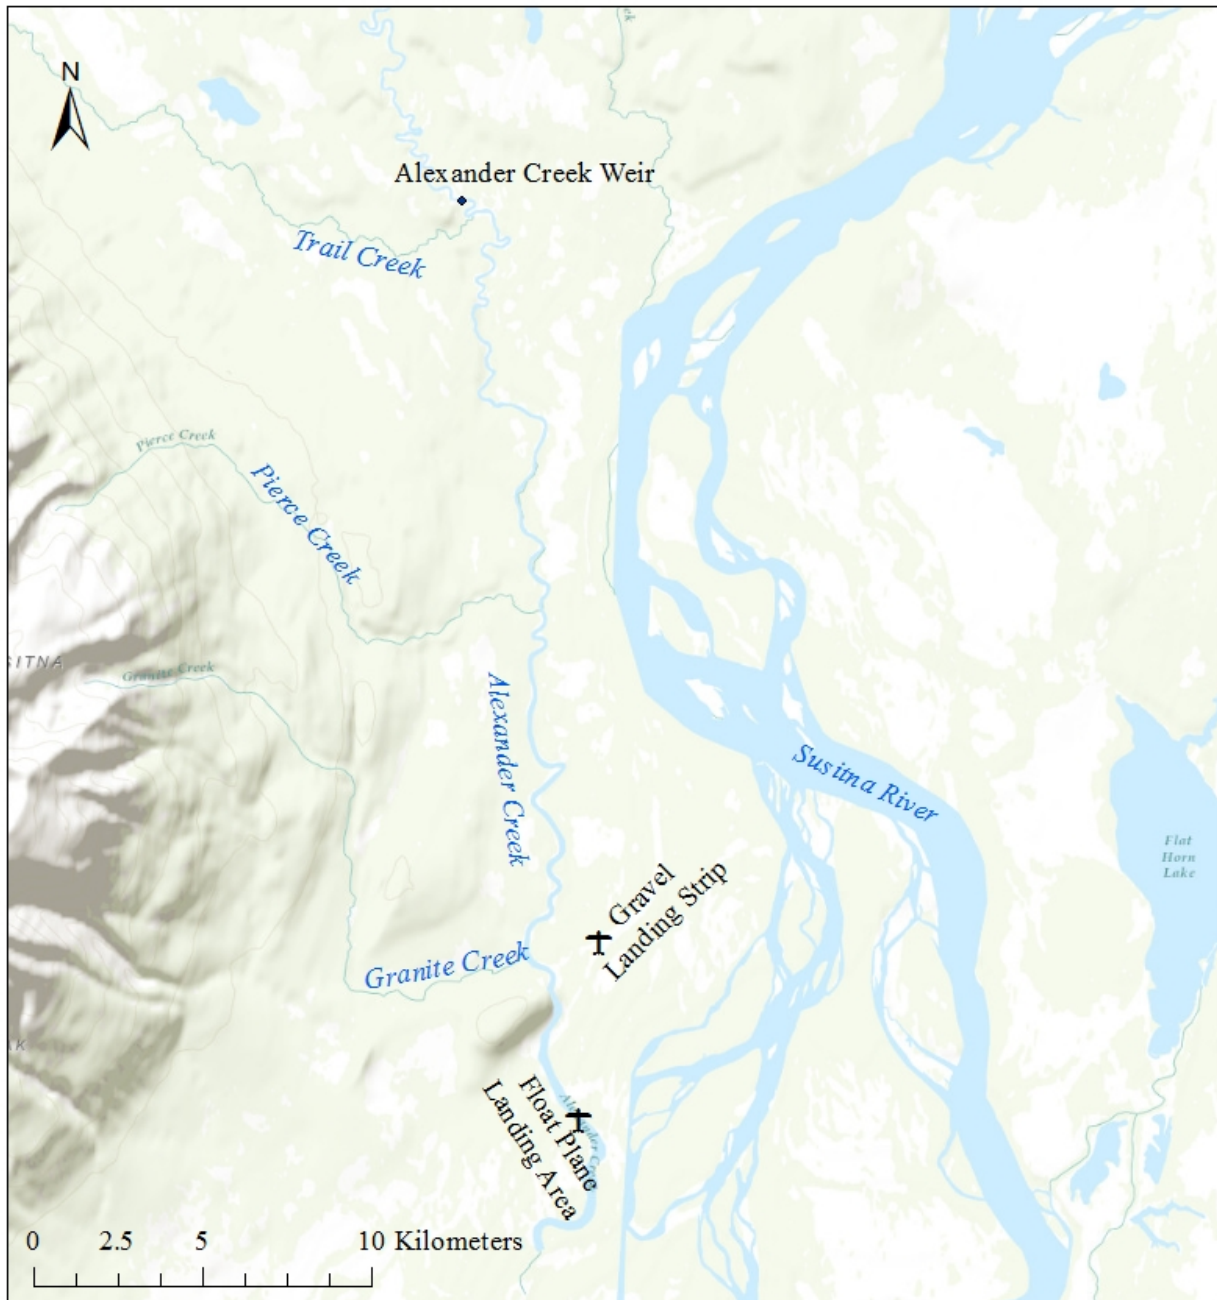 N
Alexander Creek Weir
Trail Creek
Pierce Creek
Pierce Creek
SITNA
Granite Creek
Alexander Creek
Susitna River
Flat
Horn
Lake
Gravel
Landing Strip
Granite Creek
Float Plane
Landing Area
0 2.5 5 10 Kilometers